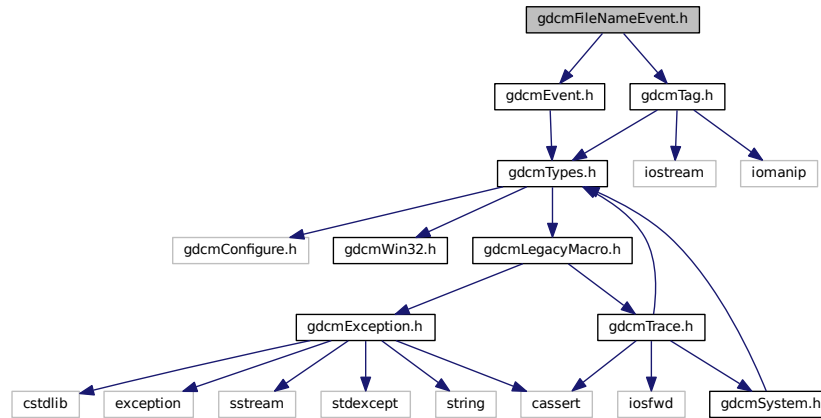 gdcmFileNameEvent.h
gdcmEvent.h
gdcmTag.h
gdcmTypes.h
iostream
iomanip
gdcmConfigure.h
gdcmWin32.h
gdcmLegacyMacro.h
gdcmException.h
gdcmTrace.h
cstdlib
exception
sstream
stdexcept
string
cassert
iosfwd
gdcmSystem.h